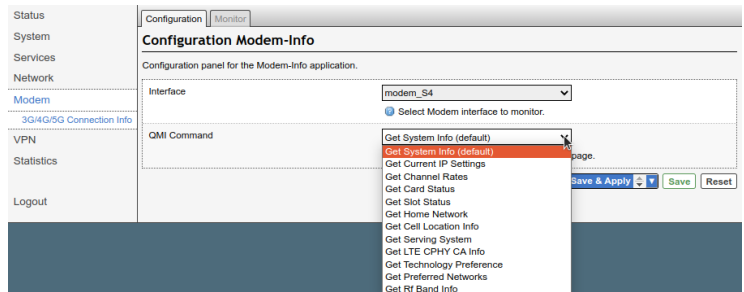 Status
System
Services
Network
Modem
3G/4G/5G Connection Info
VPN
Statistics
Logout
Configuration
Monitor
Configuration Modem-Info
Configuration panel for the Modem-Info application.
Interface
modem_S4
Select Modem interface to monitor.
QMI Command
Get System Info (default)
Get System Info (default)
Get Current IP Settings
page.
Get Channel Rates
Get Card Status
Get Slot Status
Get Home Network
Get Cell Location Info
Get Serving System
Get LTE CPHY CA Info
Get Technology Preference
Get Preferred Networks
Get Rf Band Info
Save & Apply
Save
Reset